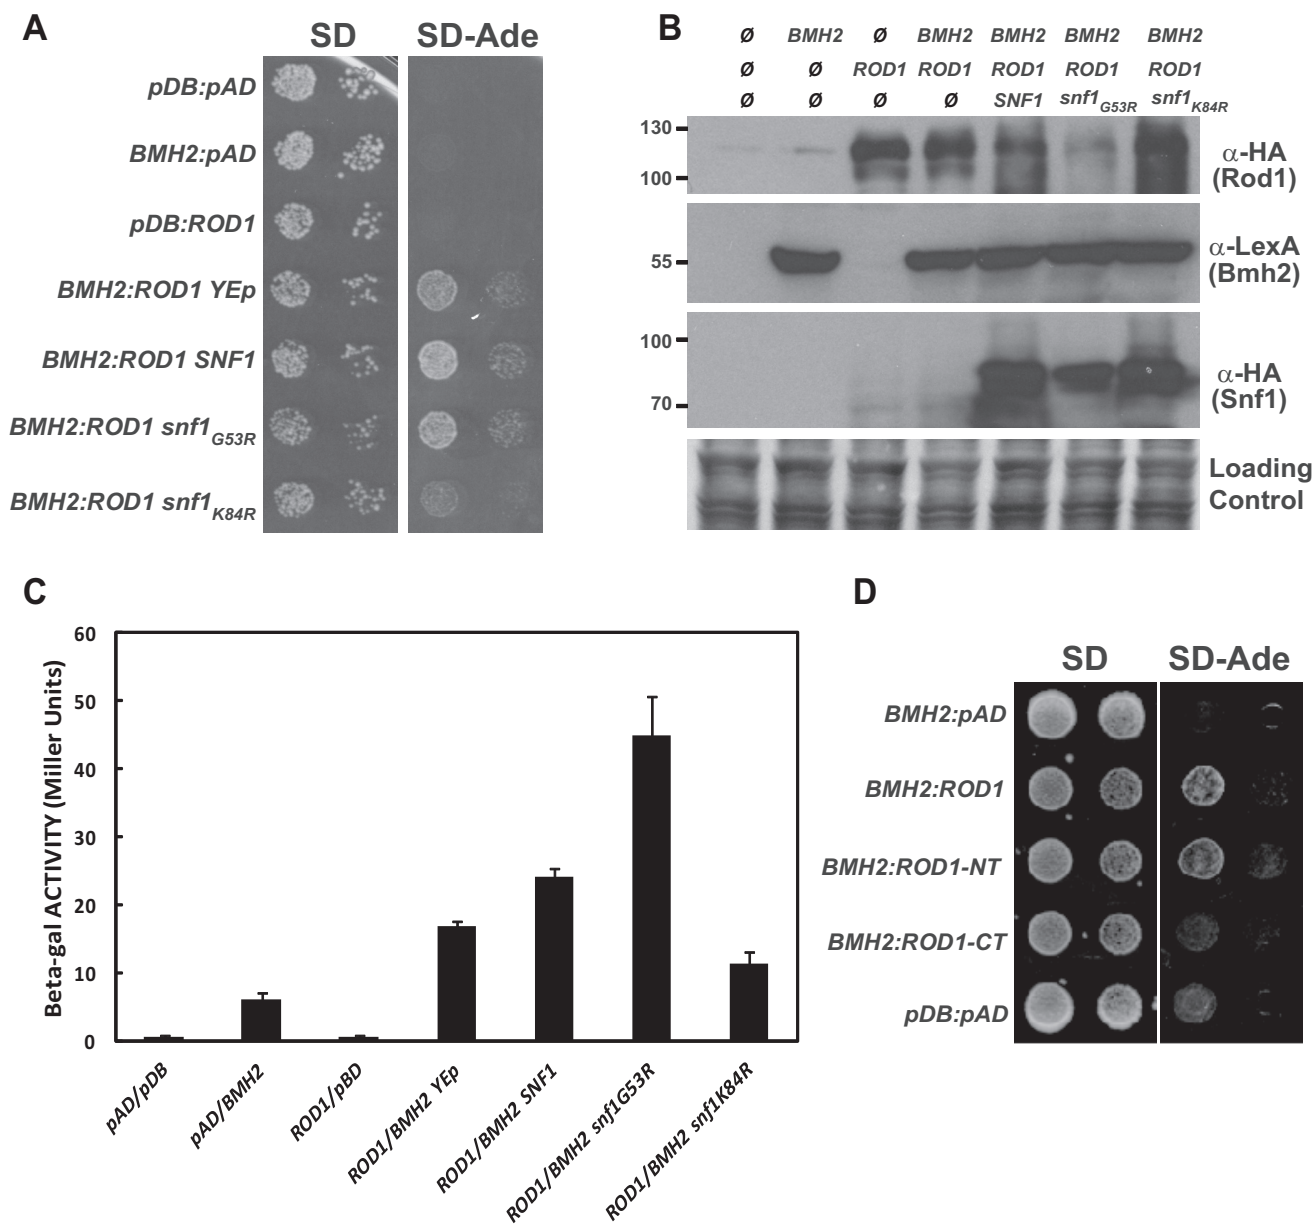 A
SD SD-Ade
pDB:pAD
BMH2:pAD
pDB:ROD1
BMH2:ROD1 YEp
BMH2:ROD1 SNF1
BMH2:ROD1 snf1G53R
BMH2:ROD1 snf1K84R
B
Ø BMH2 Ø BMH2 BMH2 BMH2 BMH2
Ø Ø ROD1 ROD1 ROD1 ROD1 ROD1
Ø Ø Ø Ø SNF1 snf1G53R snf1K84R
130
100
α-HA
(Rod1)
55
α-LexA
(Bmh2)
100
70
α-HA
(Snf1)
Loading
Control
C
Beta-gal ACTIVITY (Miller Units)
60
50
40
30
20
10
0
pAD/pDB
pAD/BMH2
ROD1/pBD
ROD1/BMH2 YEp
ROD1/BMH2 SNF1
ROD1/BMH2 snf1G53R
ROD1/BMH2 snf1K84R
D
SD SD-Ade
BMH2:pAD
BMH2:ROD1
BMH2:ROD1-NT
BMH2:ROD1-CT
pDB:pAD